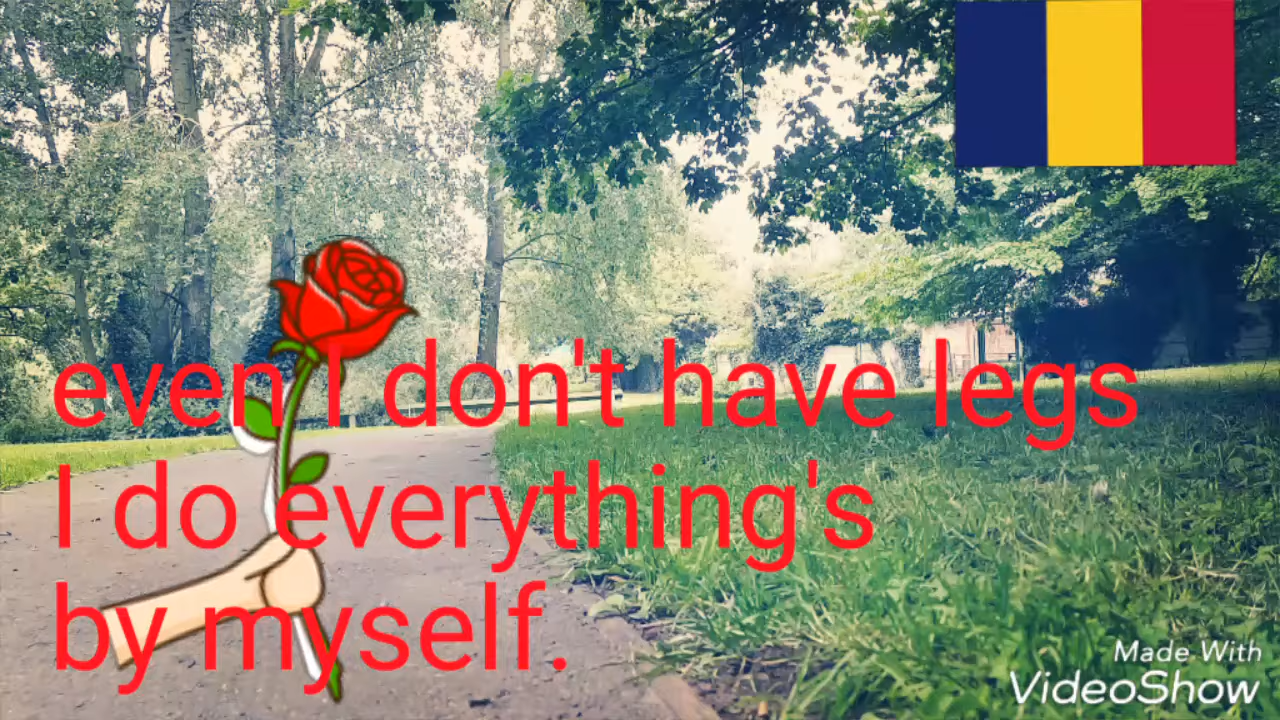 even I don't have legs
I do everything's
by myself.
Made With
VideoShow